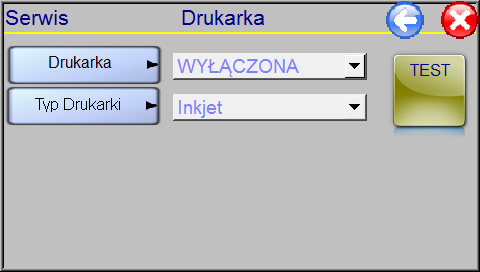 Serwis Drukarka
Drukarka WYŁĄCZONA TEST
Typ Drukarki Inkjet